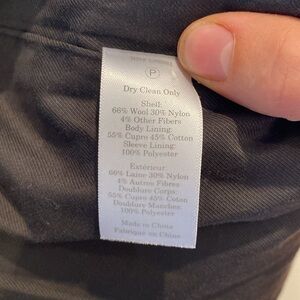 P
Dry Clean Only
Shell:
66% Wool 30% Nylon
4% Other Fibers
Body Lining:
55% Cupro 45% Cotton
Sleeve Lining:
100% Polyester
Extérieur:
66% Laine 30% Nylon
4% Autres Fibres
Doublure Corps:
55% Cupro 45% Coton
Doublure Manches:
100% Polyester
Made in China
Fabriqué en Chine